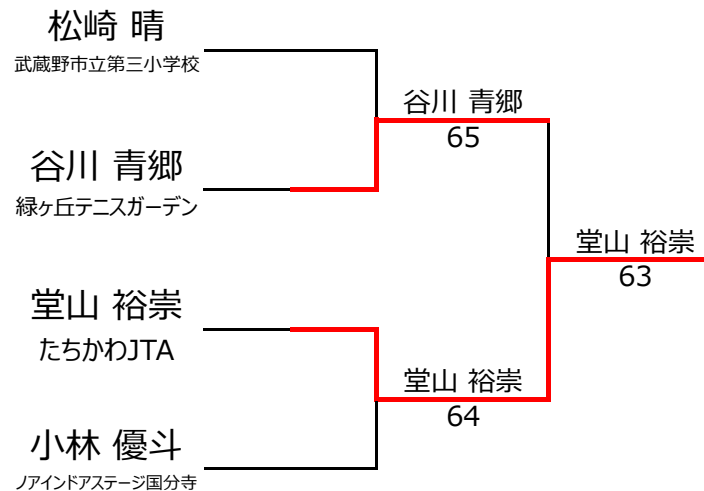 松崎 晴
武蔵野市立第三小学校
谷川 青郷
65
谷川 青郷
緑ヶ丘テニスガーデン
堂山 裕崇
63
堂山 裕崇
たちかわJTA
堂山 裕崇
64
小林 優斗
ノアインドアステージ国分寺